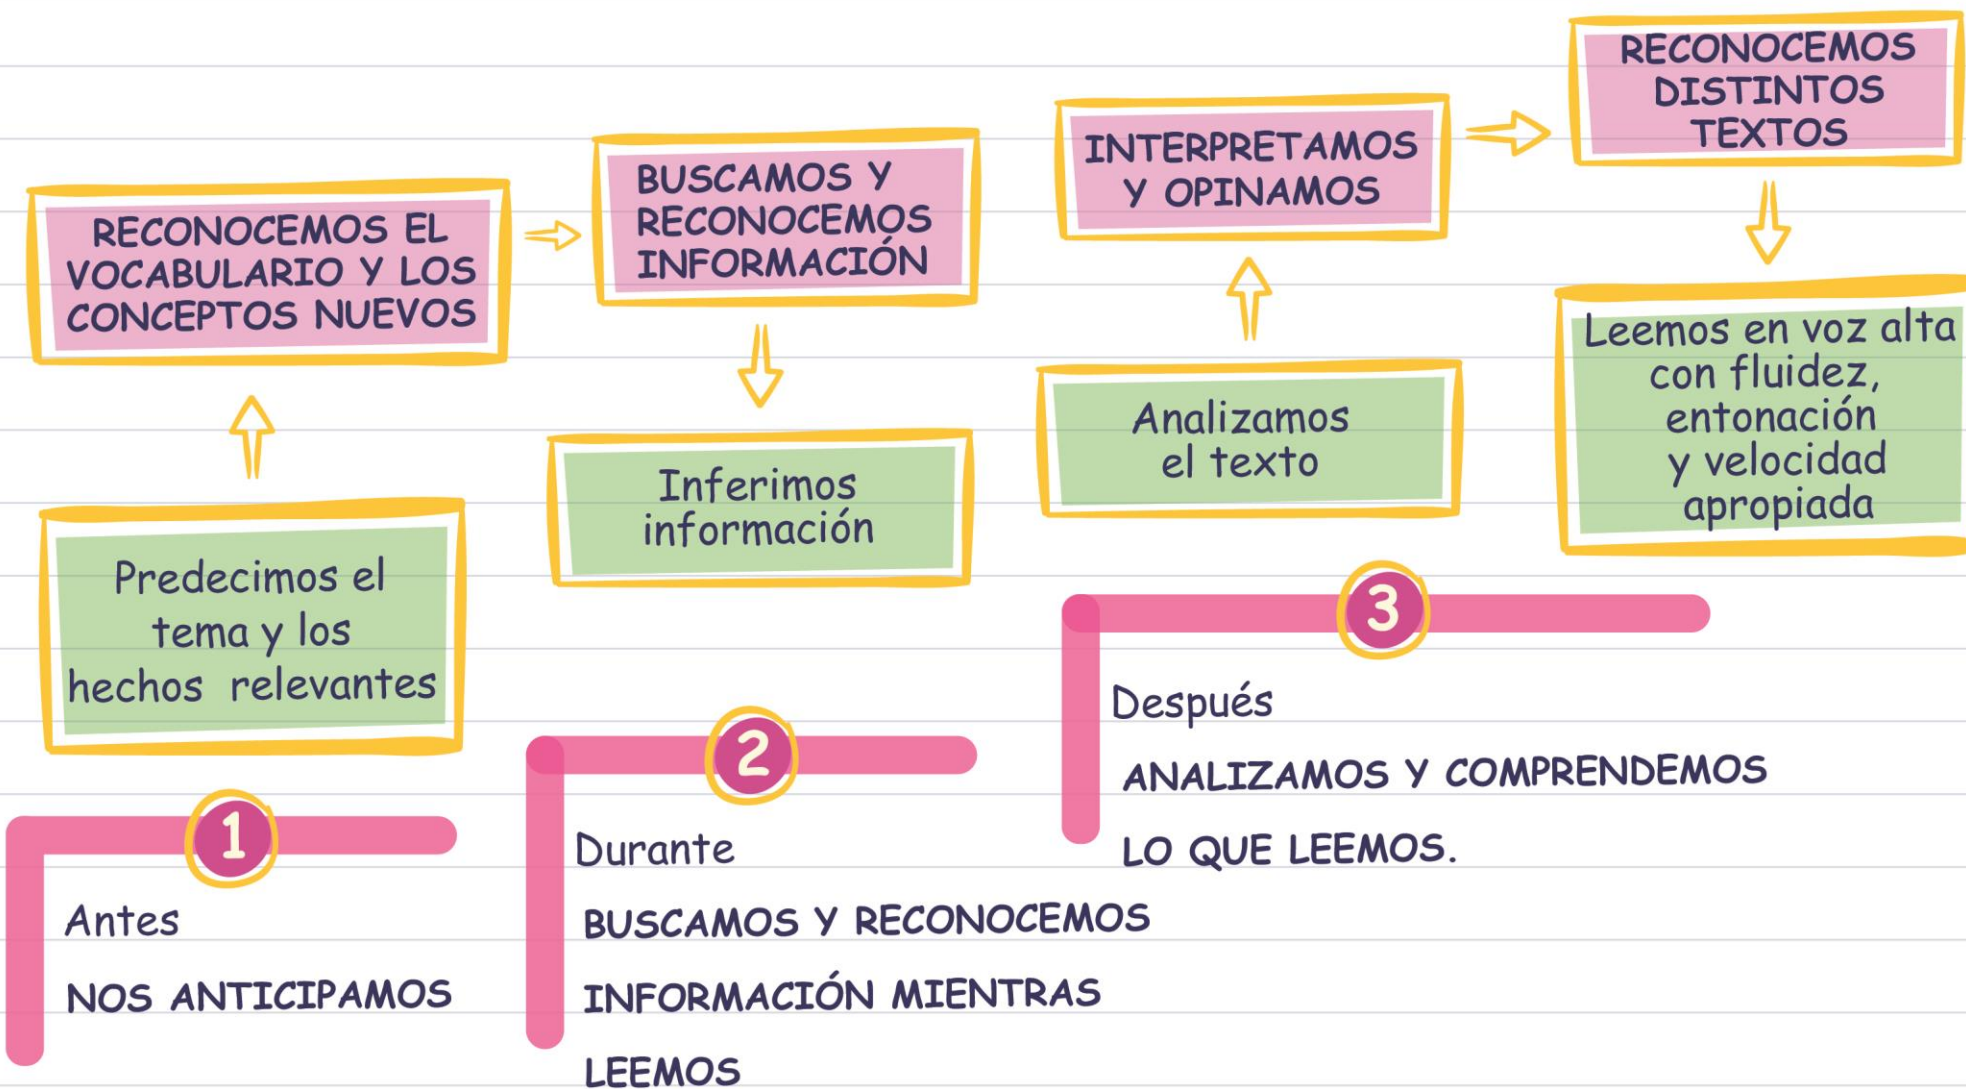 RECONOCEMOS EL
VOCABULARIO Y LOS
CONCEPTOS NUEVOS
Predecimos el
tema y los
hechos relevantes
1
Antes
NOS ANTICIPAMOS
BUSCAMOS Y
RECONOCEMOS
INFORMACIÓN
Inferimos
información
2
Durante
BUSCAMOS Y RECONOCEMOS
INFORMACIÓN MIENTRAS
LEEMOS
INTERPRETAMOS
Y OPINAMOS
Analizamos
el texto
RECONOCEMOS
DISTINTOS
TEXTOS
Leemos en voz alta
con fluidez,
entonación
y velocidad
apropiada
3
Después
ANALIZAMOS Y COMPRENDEMOS
LO QUE LEEMOS.